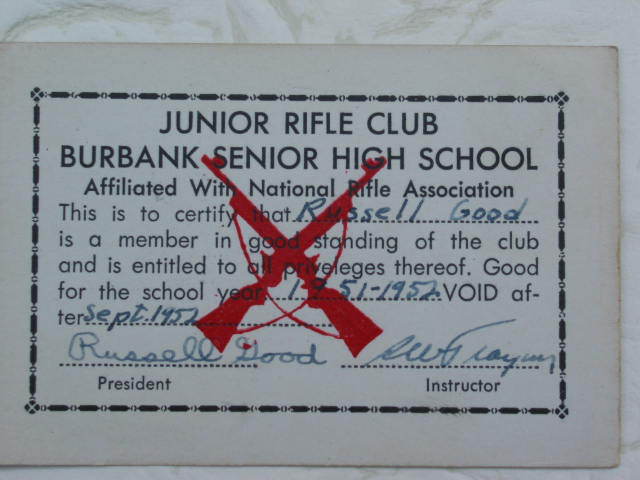 JUNIOR RIFLE CLUB
BURBANK SENIOR HIGH SCHOOL
Affiliated With National Rifle Association
This is to certify that Russell Good
is a member in good standing of the club
and is entitled to all priveleges thereof. Good
for the school year 1951-1952 VOID af-
ter Sept 1952
Russell Good
President Instructor